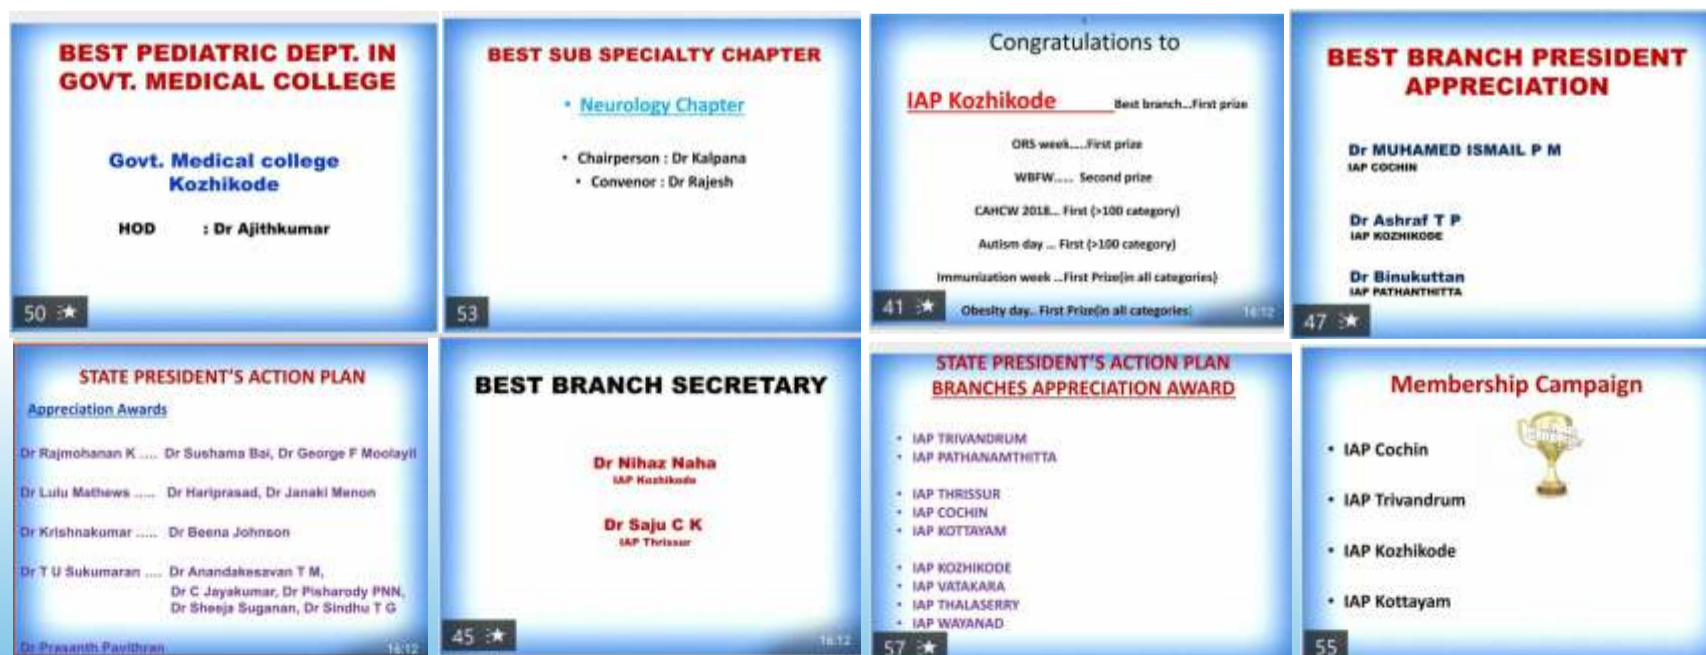 BEST PEDIATRIC DEPT. IN
GOVT. MEDICAL COLLEGE
Govt. Medical college
Kozhikode
HOD : Dr Ajithkumar
50
BEST SUB SPECIALTY CHAPTER
• Neurology Chapter
• Chairperson : Dr Kalpana
• Convenor : Dr Rajesh
53
Congratulations to
IAP Kozhikode Best branch...First prize
ORS week.....First prize
WBFW..... Second prize
CAHCW 2018... First (>100 category)
Autism day ... First (>100 category)
Immunization week ...First Prize(in all categories)
Obesity day.. First Prize(in all categories)
41
16:12
BEST BRANCH PRESIDENT
APPRECIATION
Dr MUHAMED ISMAIL P M
IAP COCHIN
Dr Ashraf T P
IAP KOZHIKODE
Dr Binukuttan
IAP PATHANTHITTA
47
STATE PRESIDENT'S ACTION PLAN
Appreciation Awards
Dr Rajmohanan K .... Dr Sushama Bai, Dr George F Moolayil
Dr Lulu Mathews ..... Dr Hariprasad, Dr Janaki Menon
Dr Krishnakumar ..... Dr Beena Johnson
Dr T U Sukumaran .... Dr Anandakesavan T M,
Dr C Jayakumar, Dr Pisharody PNN,
Dr Sheeja Suganan, Dr Sindhu T G
Dr Prasanth Pavithran
16:12
BEST BRANCH SECRETARY
Dr Nihaz Naha
IAP Kozhikode
Dr Saju C K
IAP Thrissur
45
16:12
STATE PRESIDENT'S ACTION PLAN
BRANCHES APPRECIATION AWARD
• IAP TRIVANDRUM
• IAP PATHANAMTHITTA
• IAP THRISSUR
• IAP COCHIN
• IAP KOTTAYAM
• IAP KOZHIKODE
• IAP VATAKARA
• IAP THALASERRY
• IAP WAYANAD
57
Membership Campaign
• IAP Cochin
• IAP Trivandrum
• IAP Kozhikode
• IAP Kottayam
55